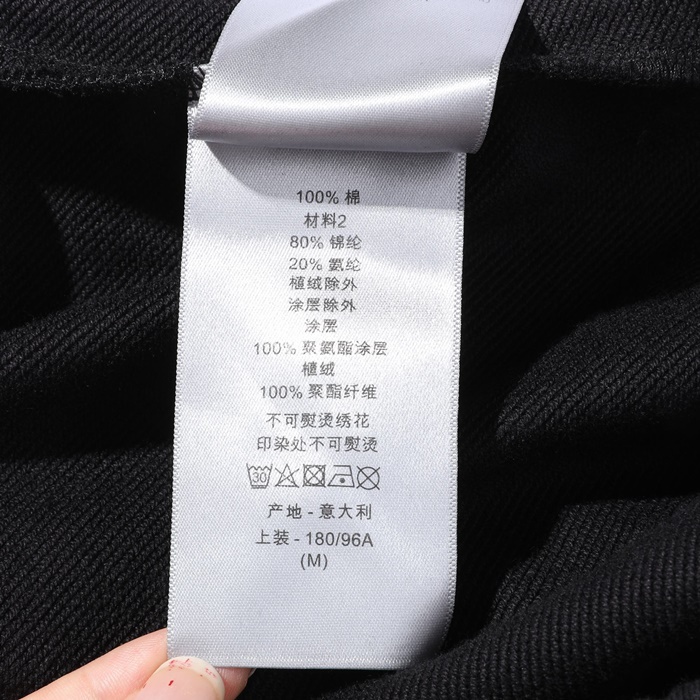 100% 棉
材料2
80% 锦纶
20% 氨纶
植绒除外
涂层除外
涂层
100% 聚氨酯涂层
植绒
100% 聚酯纤维
不可熨烫绣花
印染处不可熨烫
30
产地 - 意大利
上装 - 180/96A
(M)